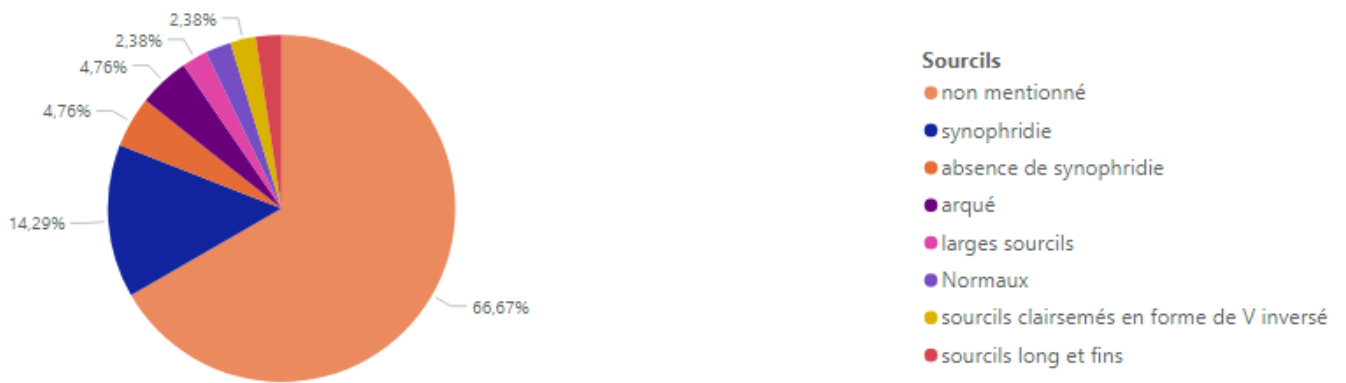 2,38%
2,38%
4,76%
4,76%
14,29%
66,67%
Sourcils
non mentionné
synophridie
absence de synophridie
arqué
larges sourcils
Normaux
sourcils clairsemés en forme de V inversé
sourcils long et fins